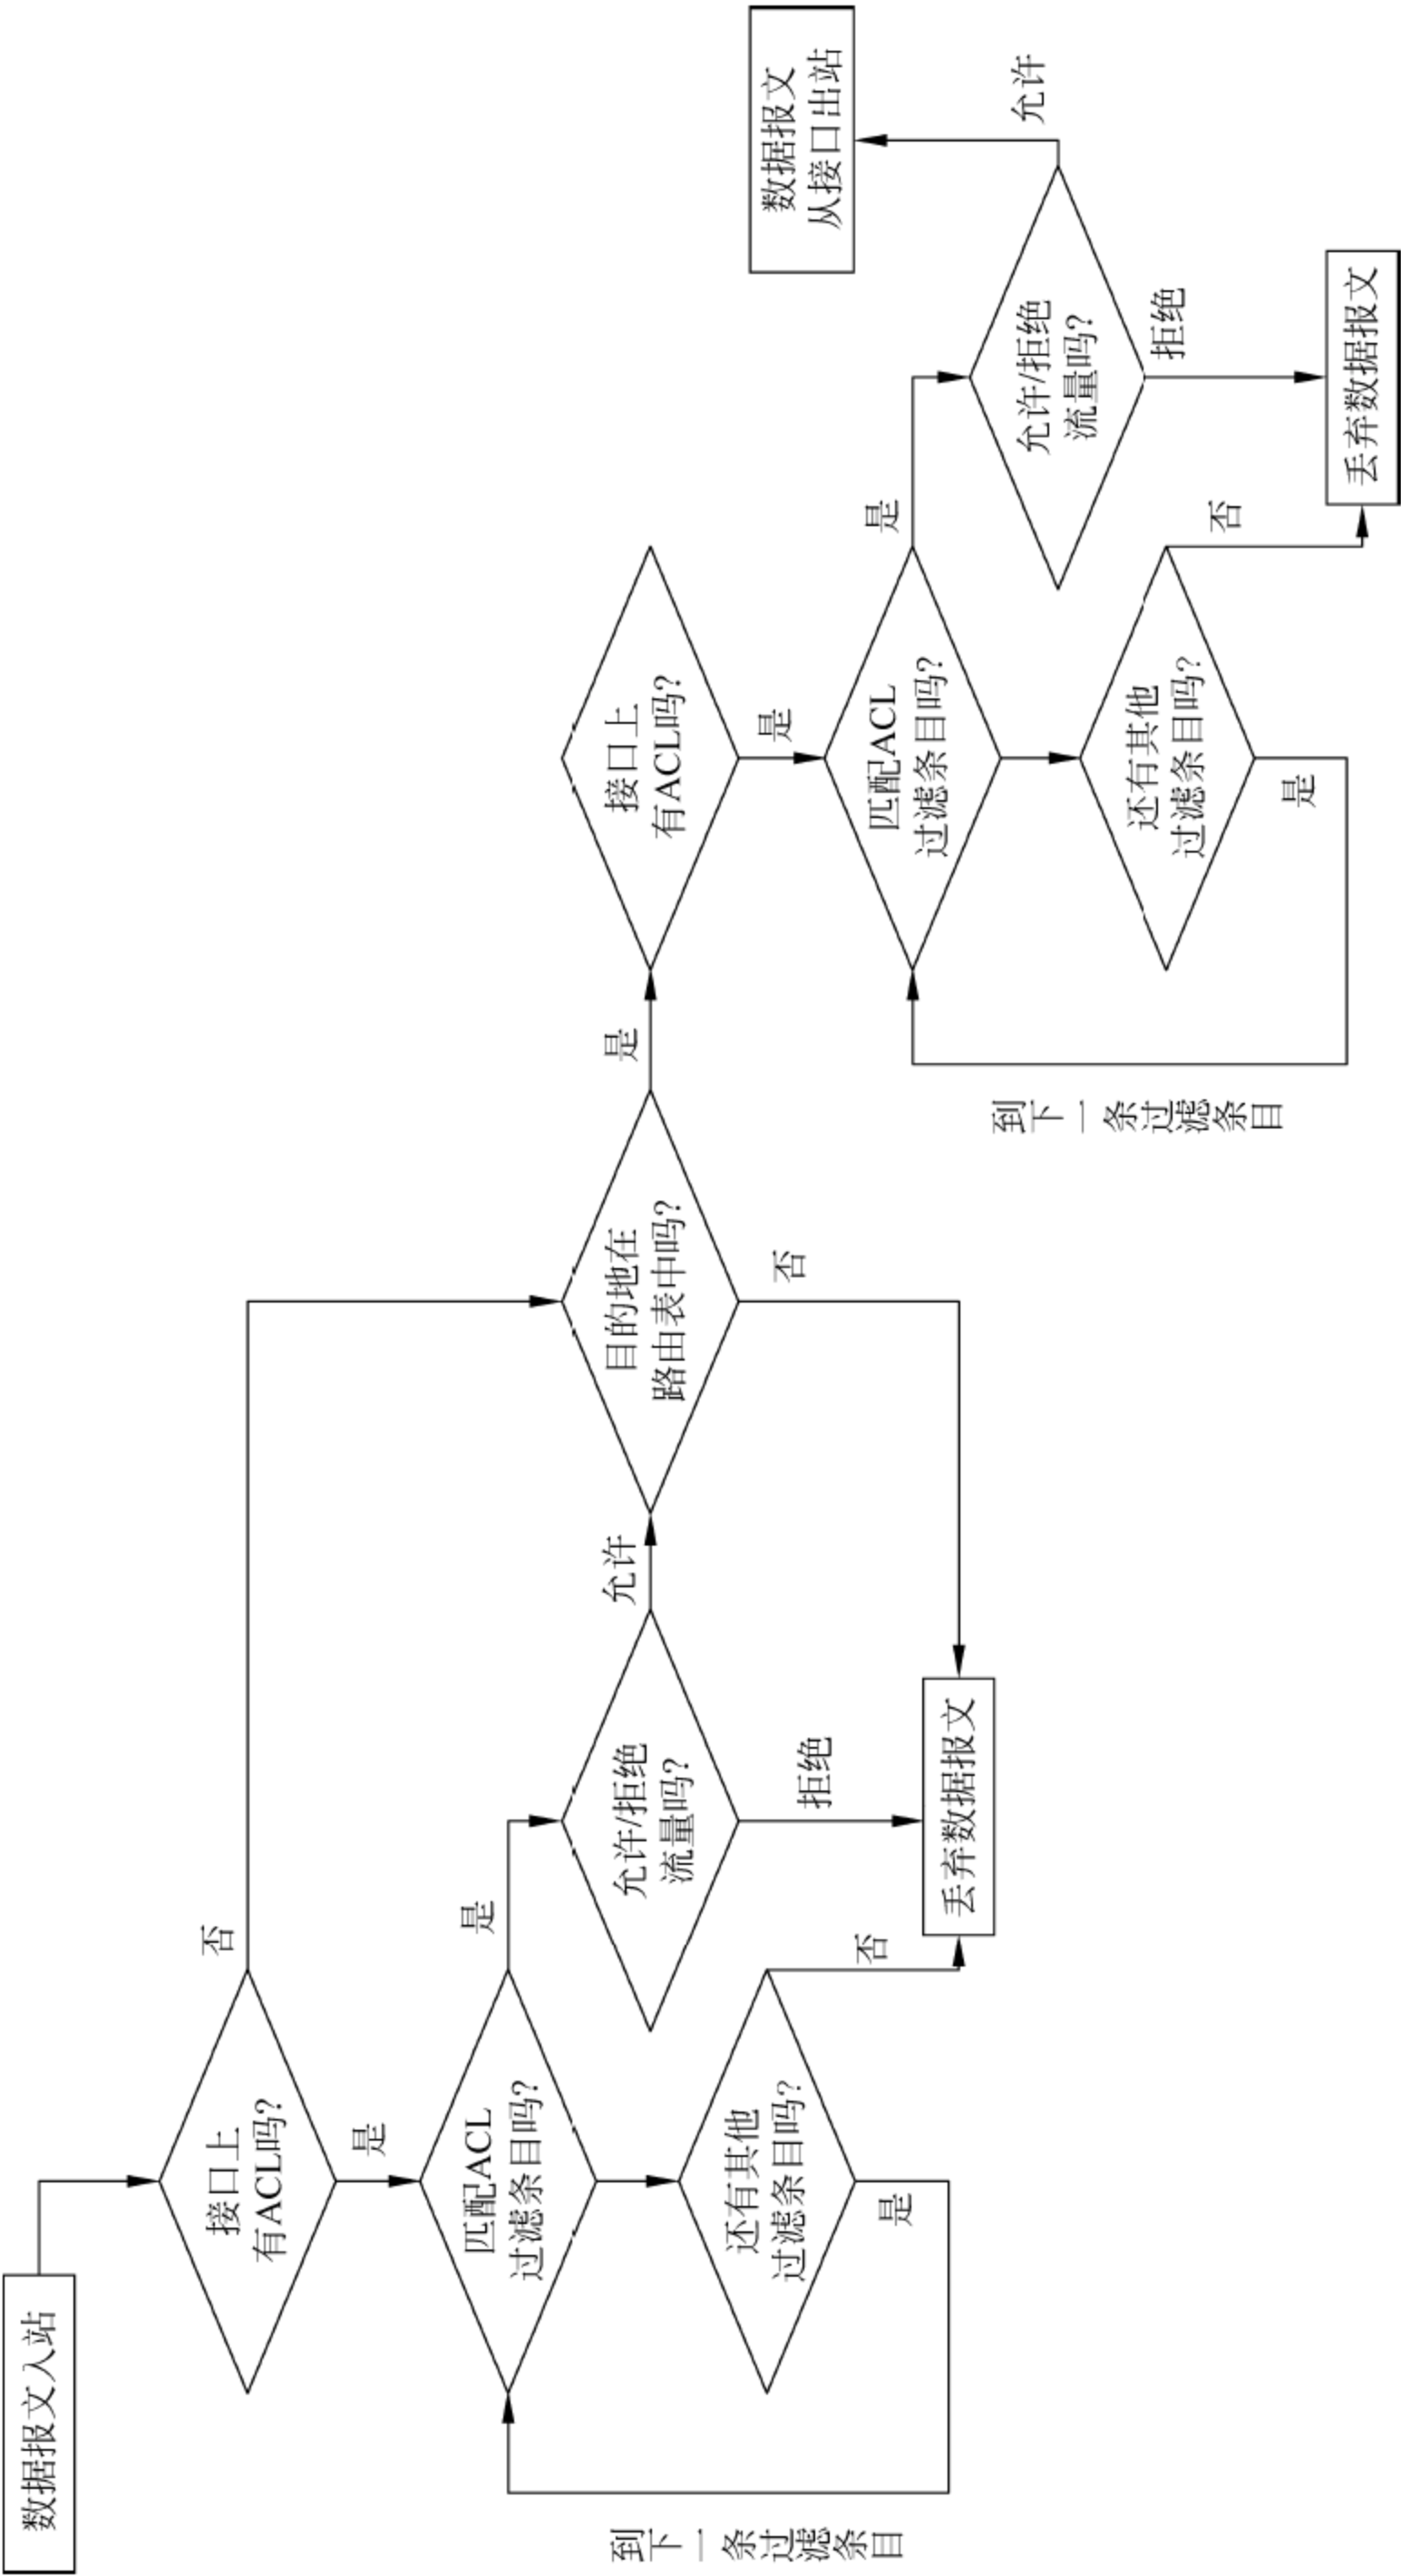 数据报文入站
接口上
有ACL吗?
否
是
匹配ACL
过滤条目吗?
是
还有其他
过滤条目吗?
是
否
到下一条过滤条目
允许/拒绝
流量吗?
允许
拒绝
丢弃数据报文
目的地在
路由表中吗?
是
否
接口上
有ACL吗?
是
匹配ACL
过滤条目吗?
是
还有其他
过滤条目吗?
是
否
到下一条过滤条目
允许/拒绝
流量吗?
允许
拒绝
数据报文
从接口出站
丢弃数据报文